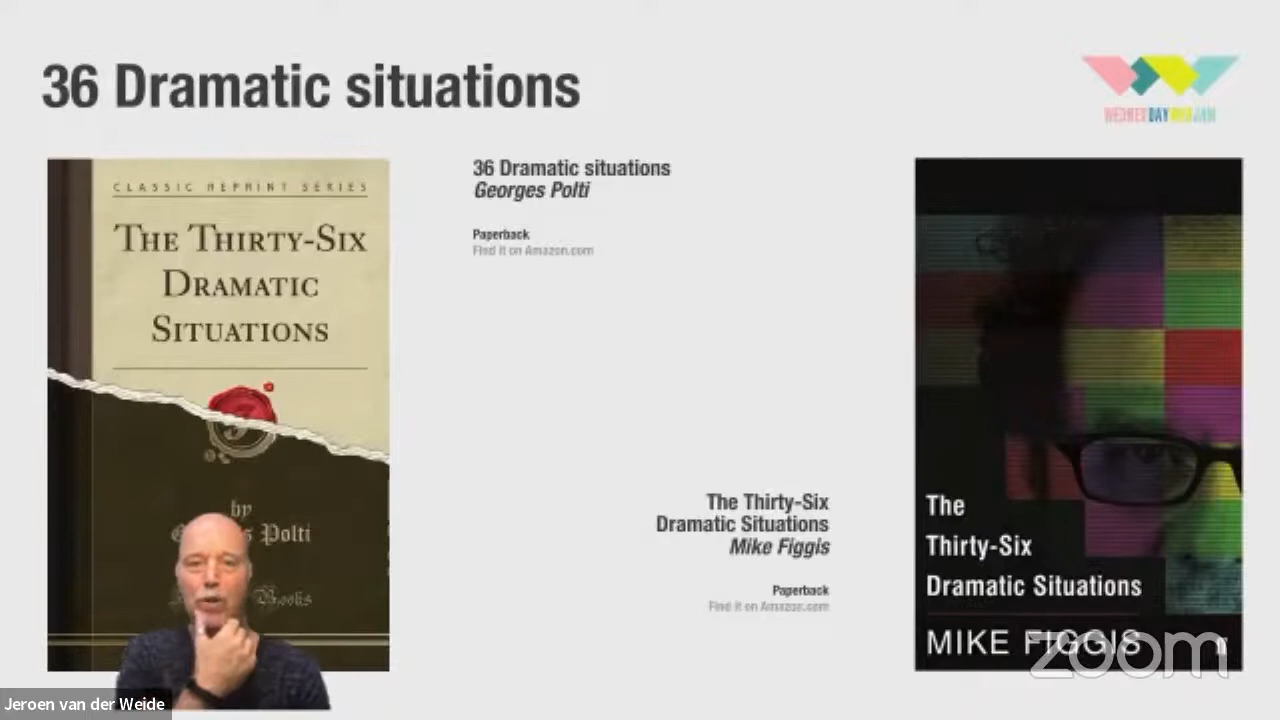 36 Dramatic situations
WEDNESDAY
CLASSIC REPRINT SERIES
THE THIRTY-SIX
DRAMATIC
SITUATIONS
by
Polti
Books
36 Dramatic situations
Georges Polti
Paperback
Find it on Amazon.com
The Thirty-Six
Dramatic Situations
Mike Figgis
Paperback
Find it on Amazon.com
The
Thirty-Six
Dramatic Situations
MIKE FIGGIS
zoom
Jeroen van der Weide